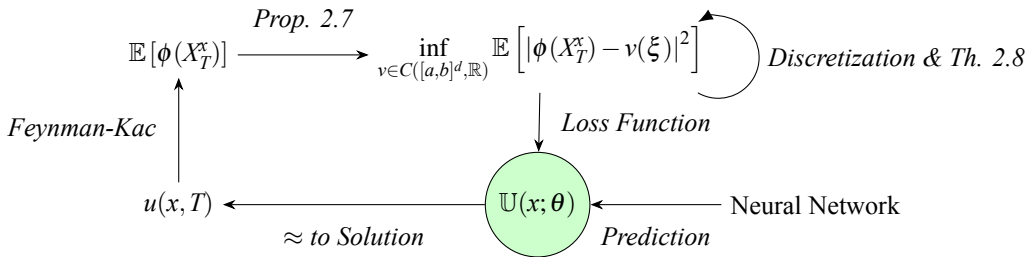 Prop. 2.7
𝔼[ϕ(X_T^x)]
inf_{v∈C([a,b]^d,ℝ)} 𝔼[|ϕ(X_T^x) − v(ξ)|^2]
Discretization & Th. 2.8
Feynman-Kac
Loss Function
u(x,T)
𝕌(x;θ)
Neural Network
≈ to Solution
Prediction